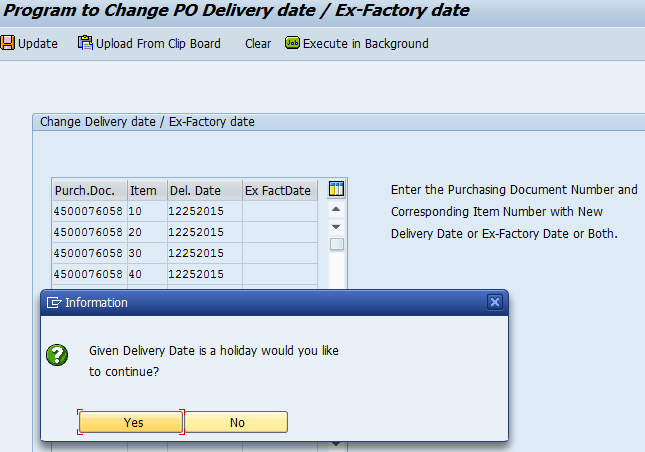 Program to Change PO Delivery date / Ex-Factory date
Update Upload From Clip Board Clear Job Execute in Background
Change Delivery date / Ex-Factory date
Purch.Doc. Item Del. Date Ex FactDate
4500076058 10 12252015
4500076058 20 12252015
4500076058 30 12252015
4500076058 40 12252015
Enter the Purchasing Document Number and
Corresponding Item Number with New
Delivery Date or Ex-Factory Date or Both.
Information
Given Delivery Date is a holiday would you like
to continue?
Yes No